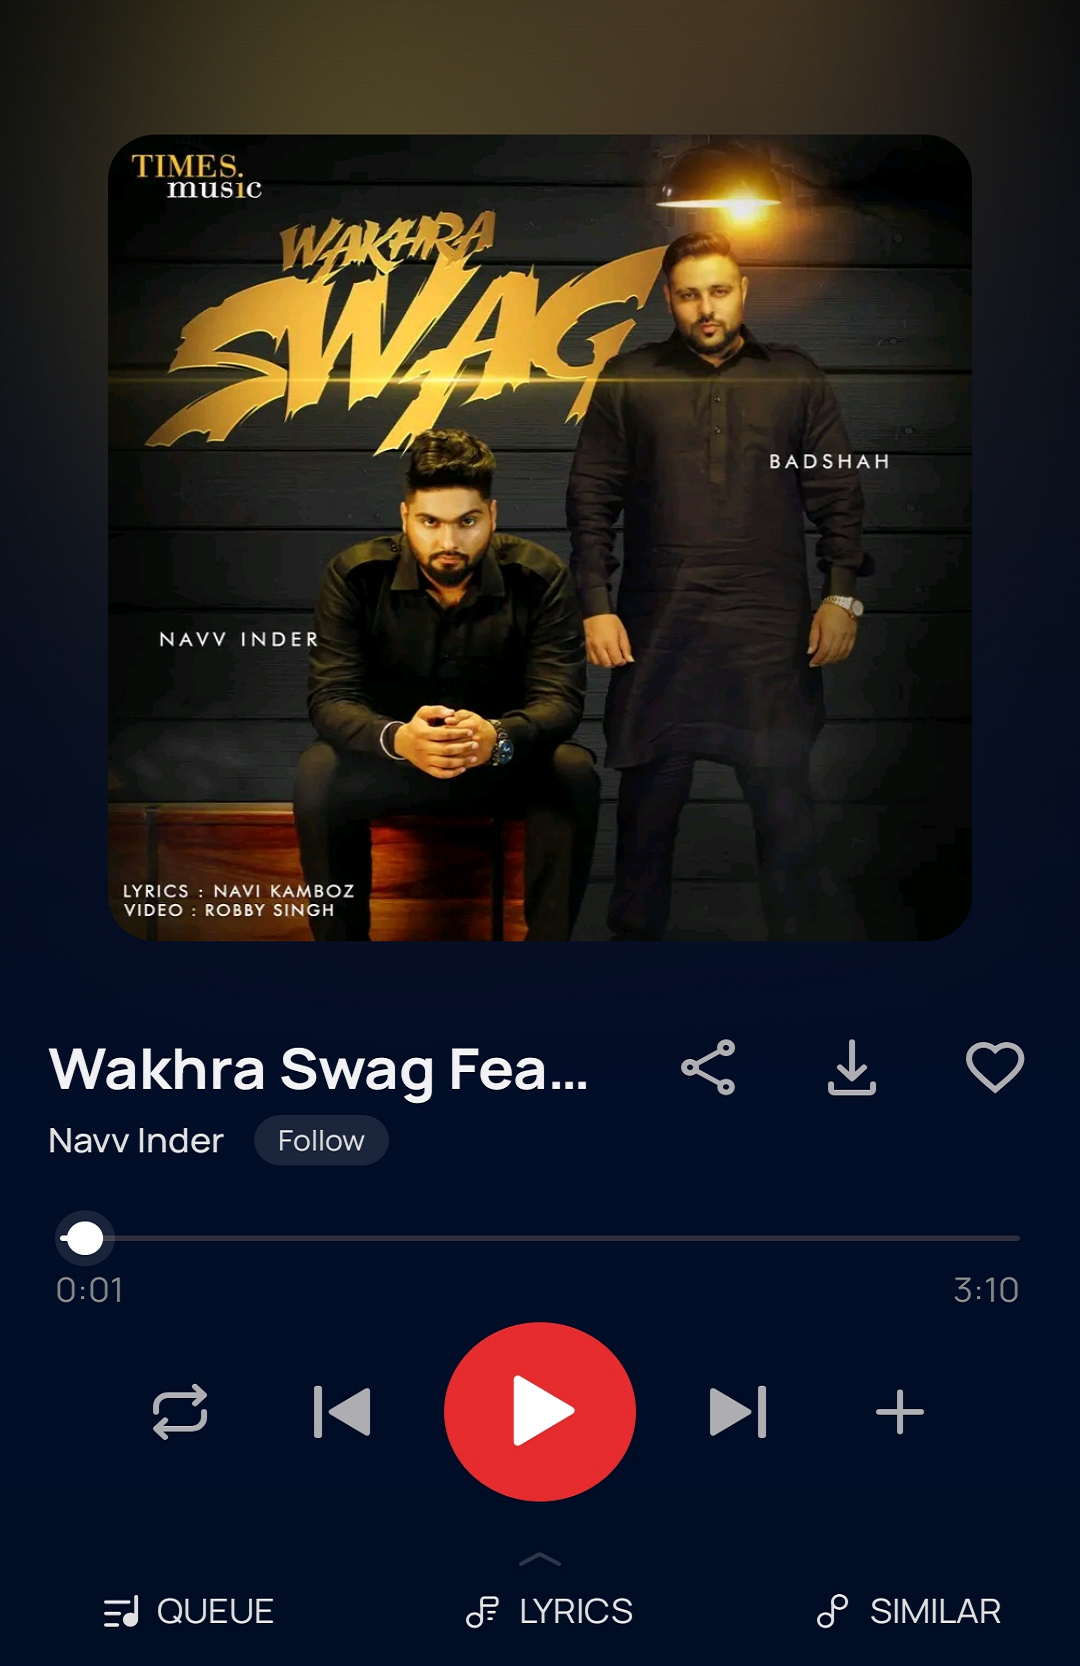 TIMES.
music
WAKHRA
SWAG
BADSHAH
NAVV INDER
LYRICS : NAVI KAMBOZ
VIDEO : ROBBY SINGH
Wakhra Swag Fea...
Navv Inder
Follow
0:01
3:10
QUEUE
LYRICS
SIMILAR